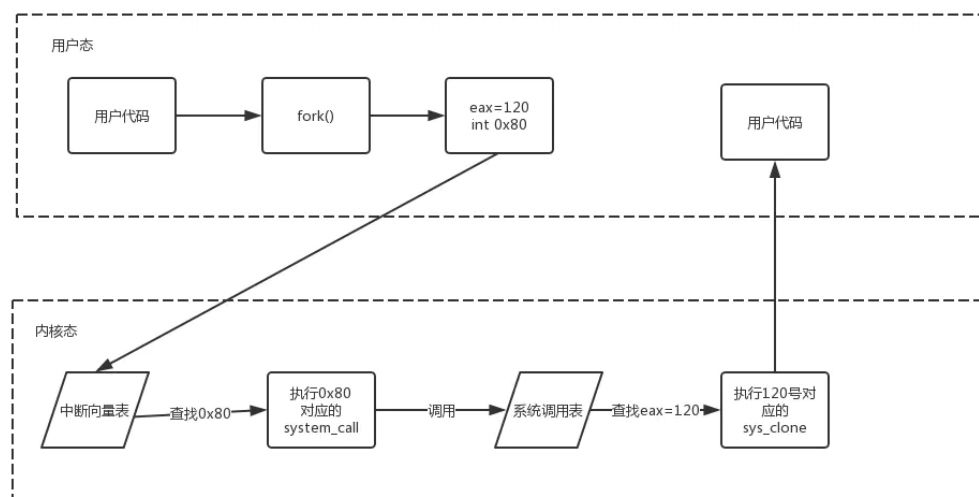 用户态
用户代码
fork()
eax=120
int 0x80
用户代码
内核态
中断向量表
查找0x80
执行0x80
对应的
system_call
调用
系统调用表
查找eax=120
执行120号对
应的
sys_clone